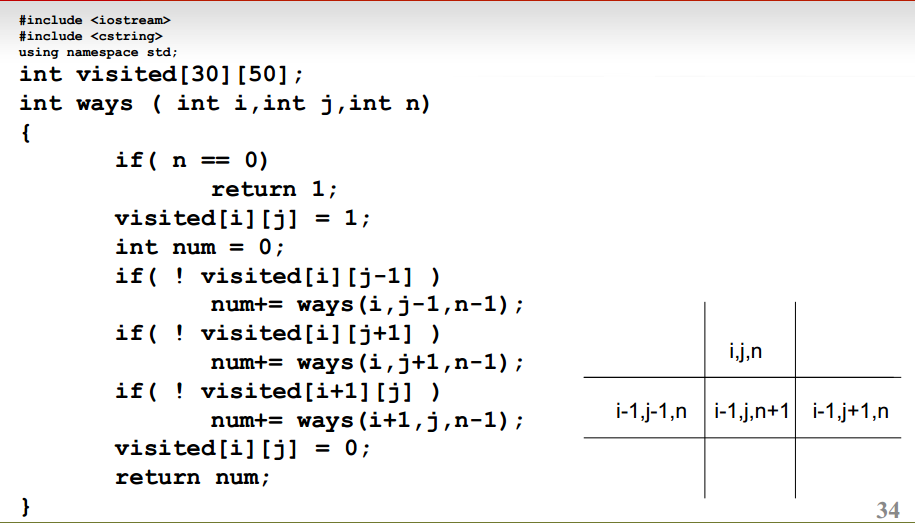 #include <iostream>
#include <cstring>
using namespace std;
int visited[30][50];
int ways ( int i,int j,int n)
{
if( n == 0)
return 1;
visited[i][j] = 1;
int num = 0;
if( ! visited[i][j-1] )
num+= ways(i,j-1,n-1);
if( ! visited[i][j+1] )
num+= ways(i,j+1,n-1);
if( ! visited[i+1][j] )
num+= ways(i+1,j,n-1);
visited[i][j] = 0;
return num;
}
i,j,n
i-1,j-1,n i-1,j,n+1 i-1,j+1,n
34